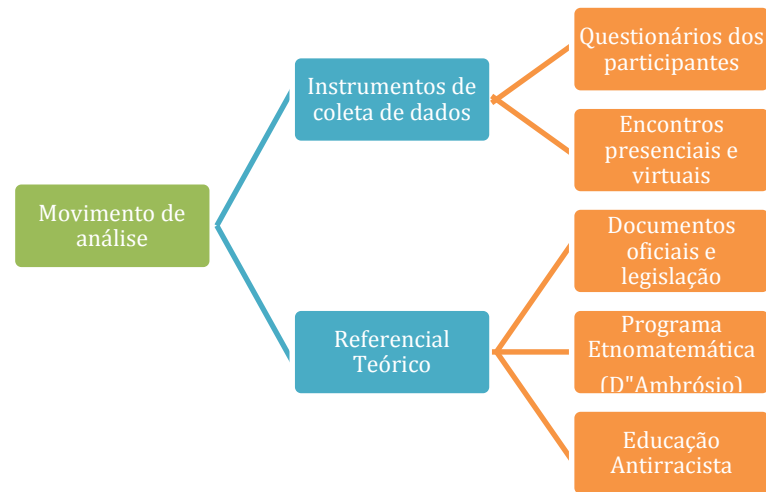 Movimento de
análise
Instrumentos de
coleta de dados
Questionários dos
participantes
Encontros
presenciais e
virtuais
Referencial
Teórico
Documentos
oficiais e
legislação
Programa
Etnomatemática
(D"Ambrósio)
Educação
Antirracista